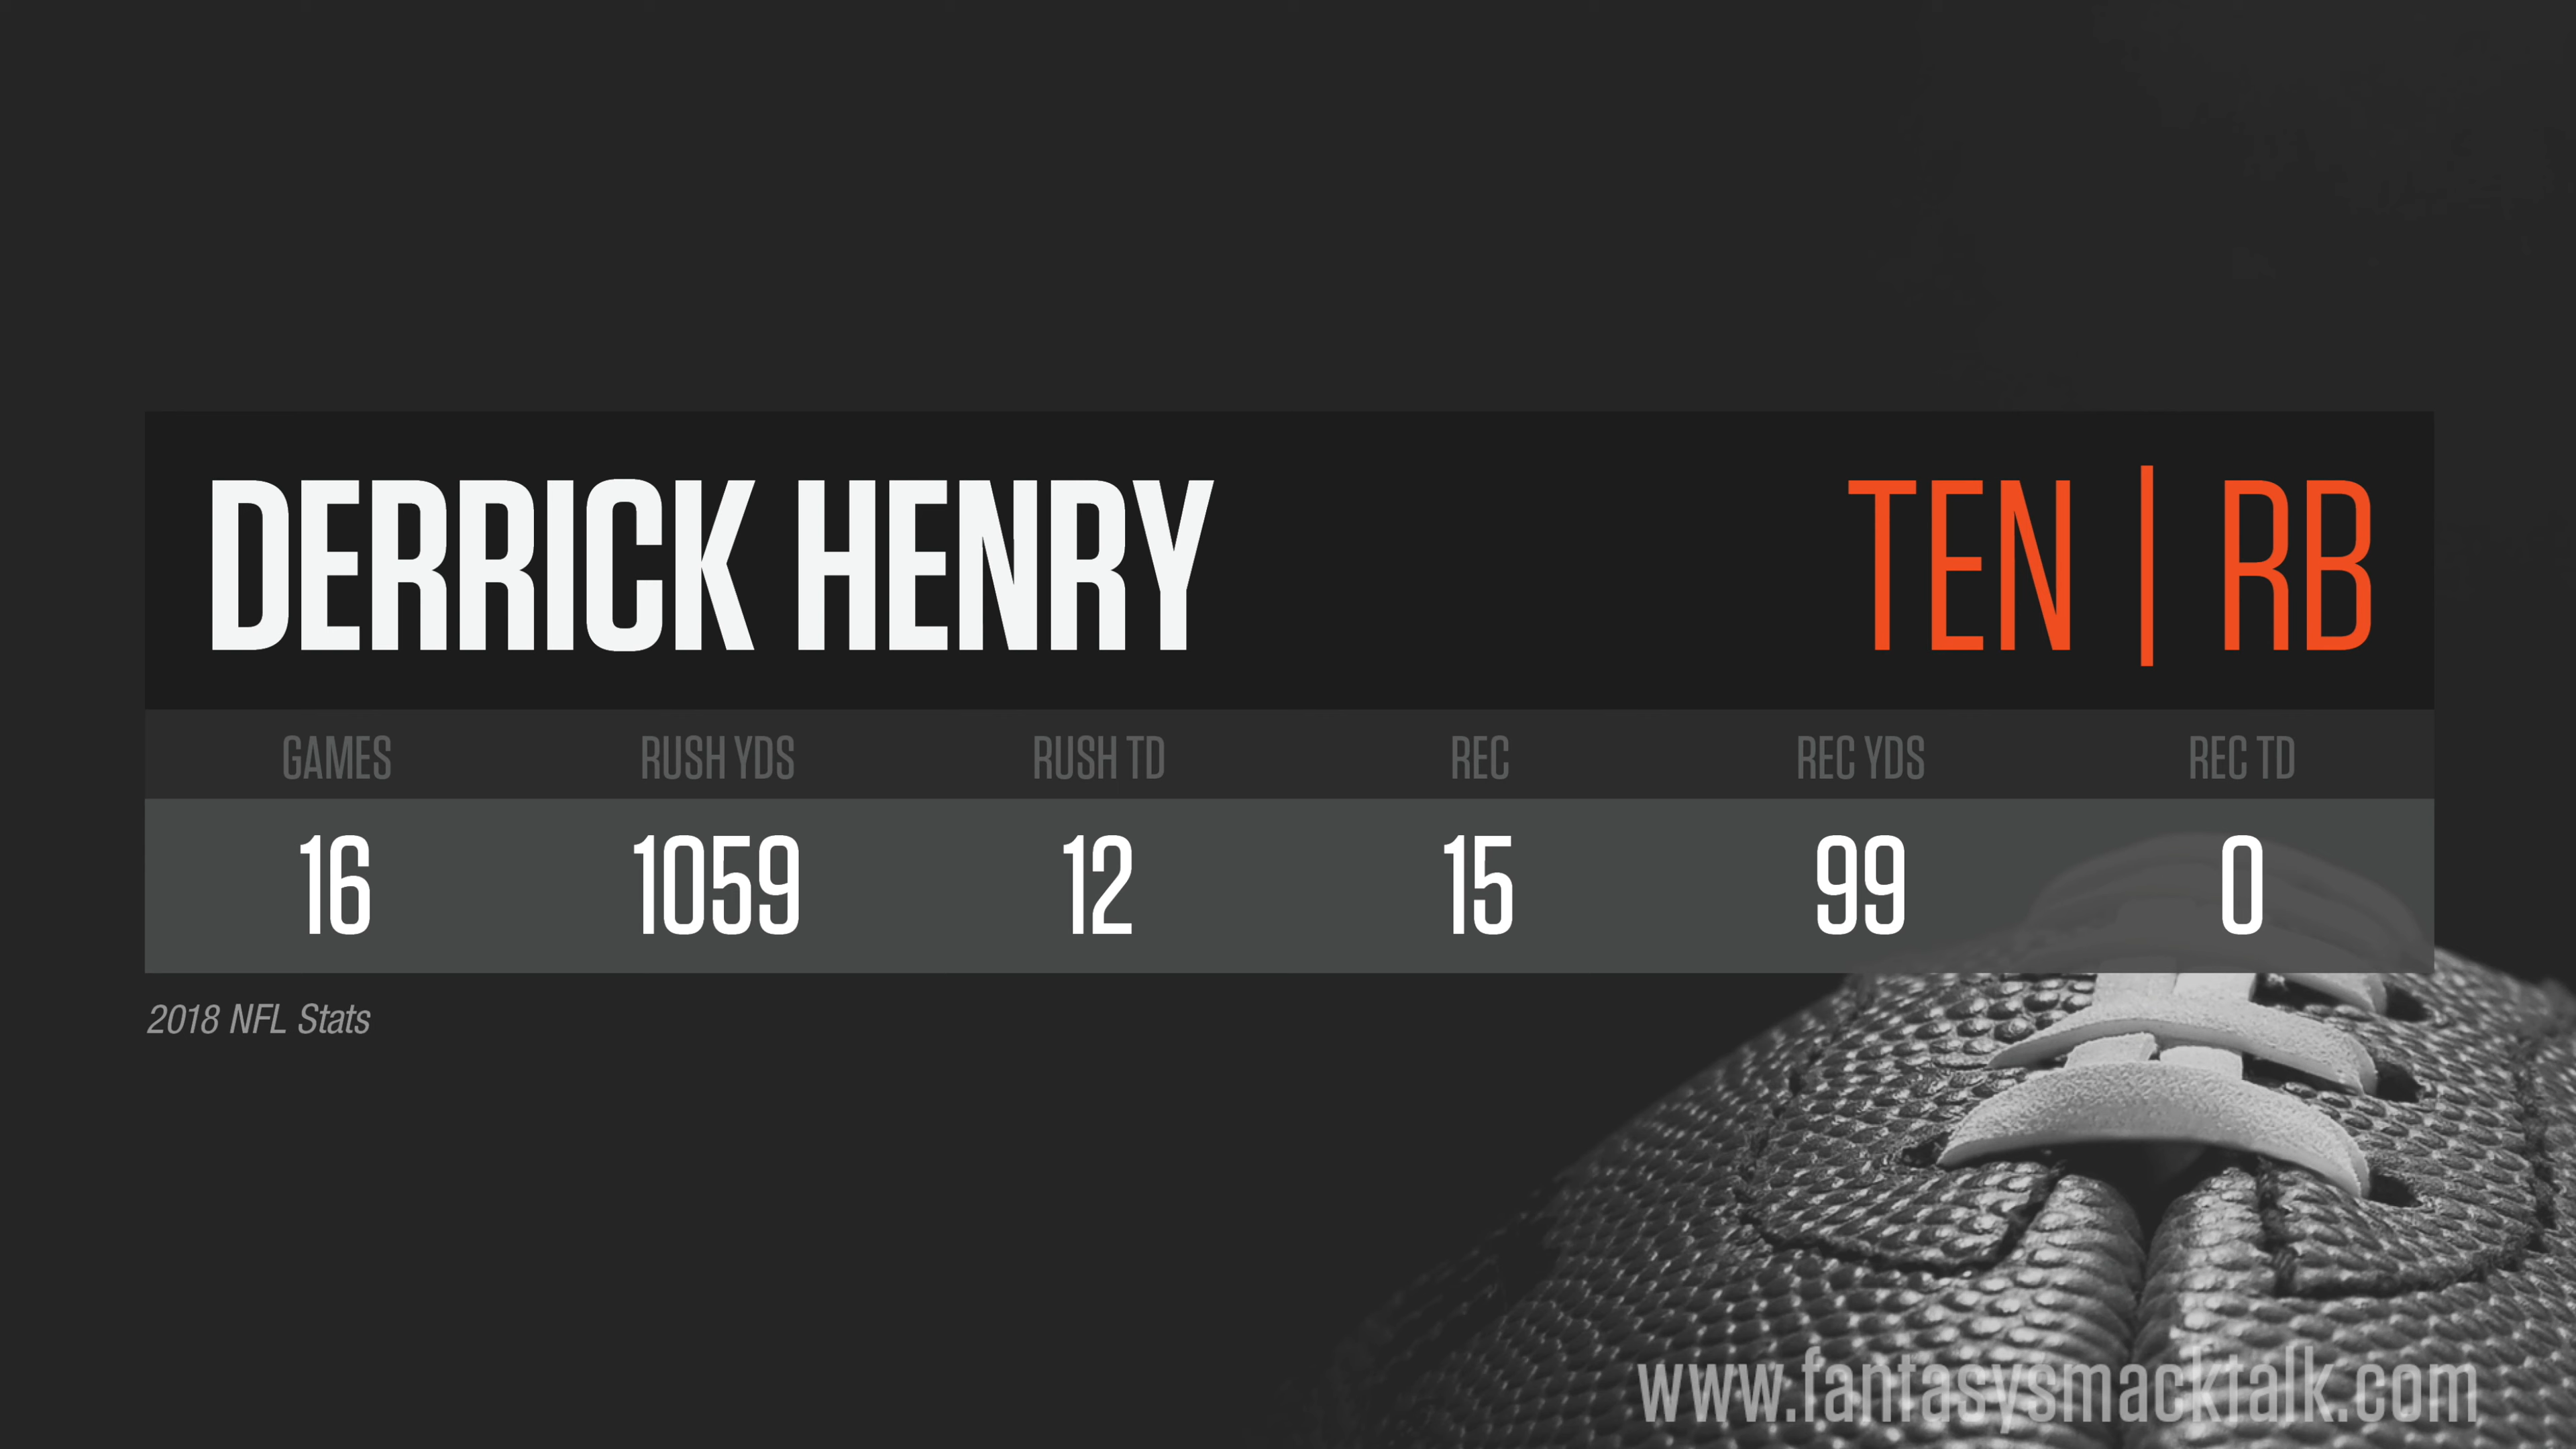 DERRICK HENRY TEN | RB
GAMES RUSH YDS RUSH TD REC REC YDS REC TD
16 1059 12 15 99 0
2018 NFL Stats
www.fantasysmacktalk.com